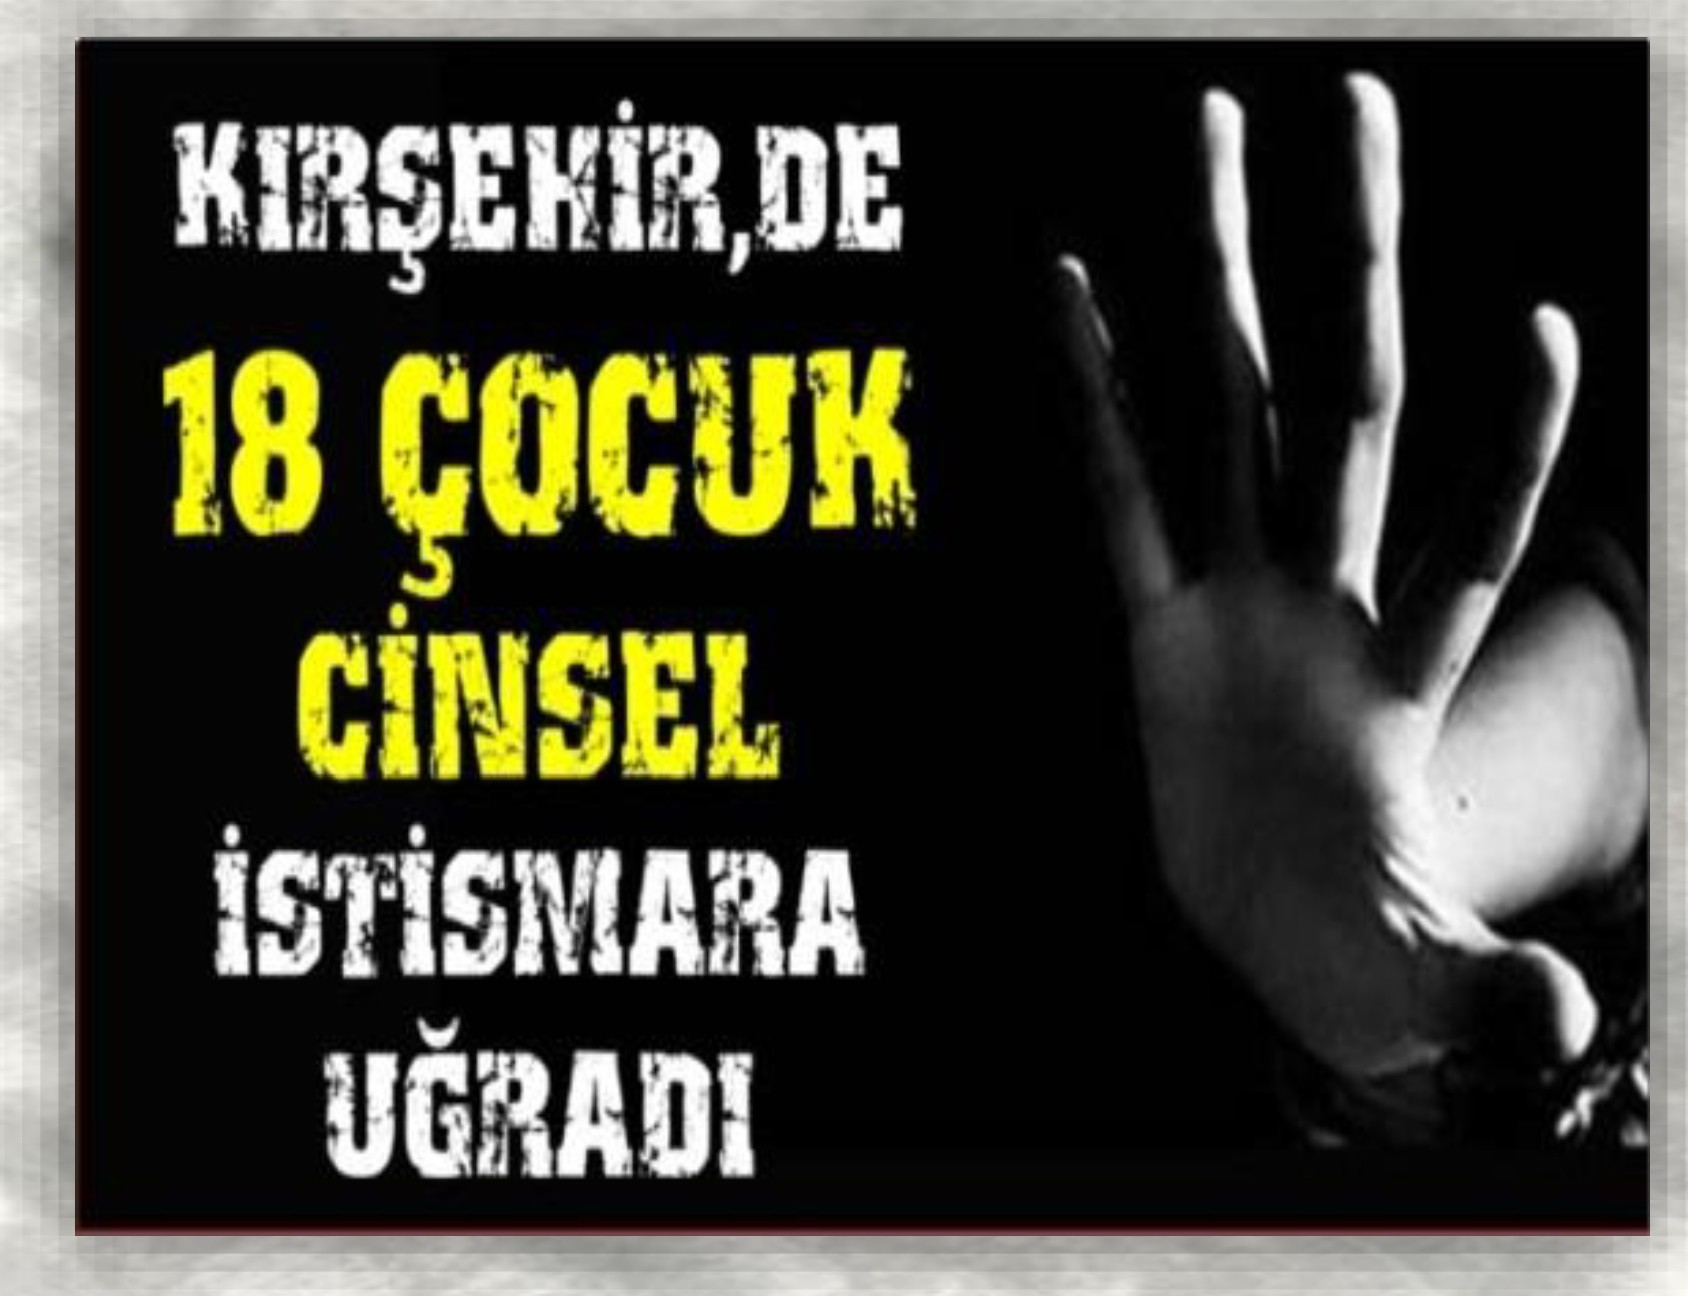 KIRŞEHİR,DE
18 ÇOCUK
CİNSEL
İSTİSMARA
UĞRADI